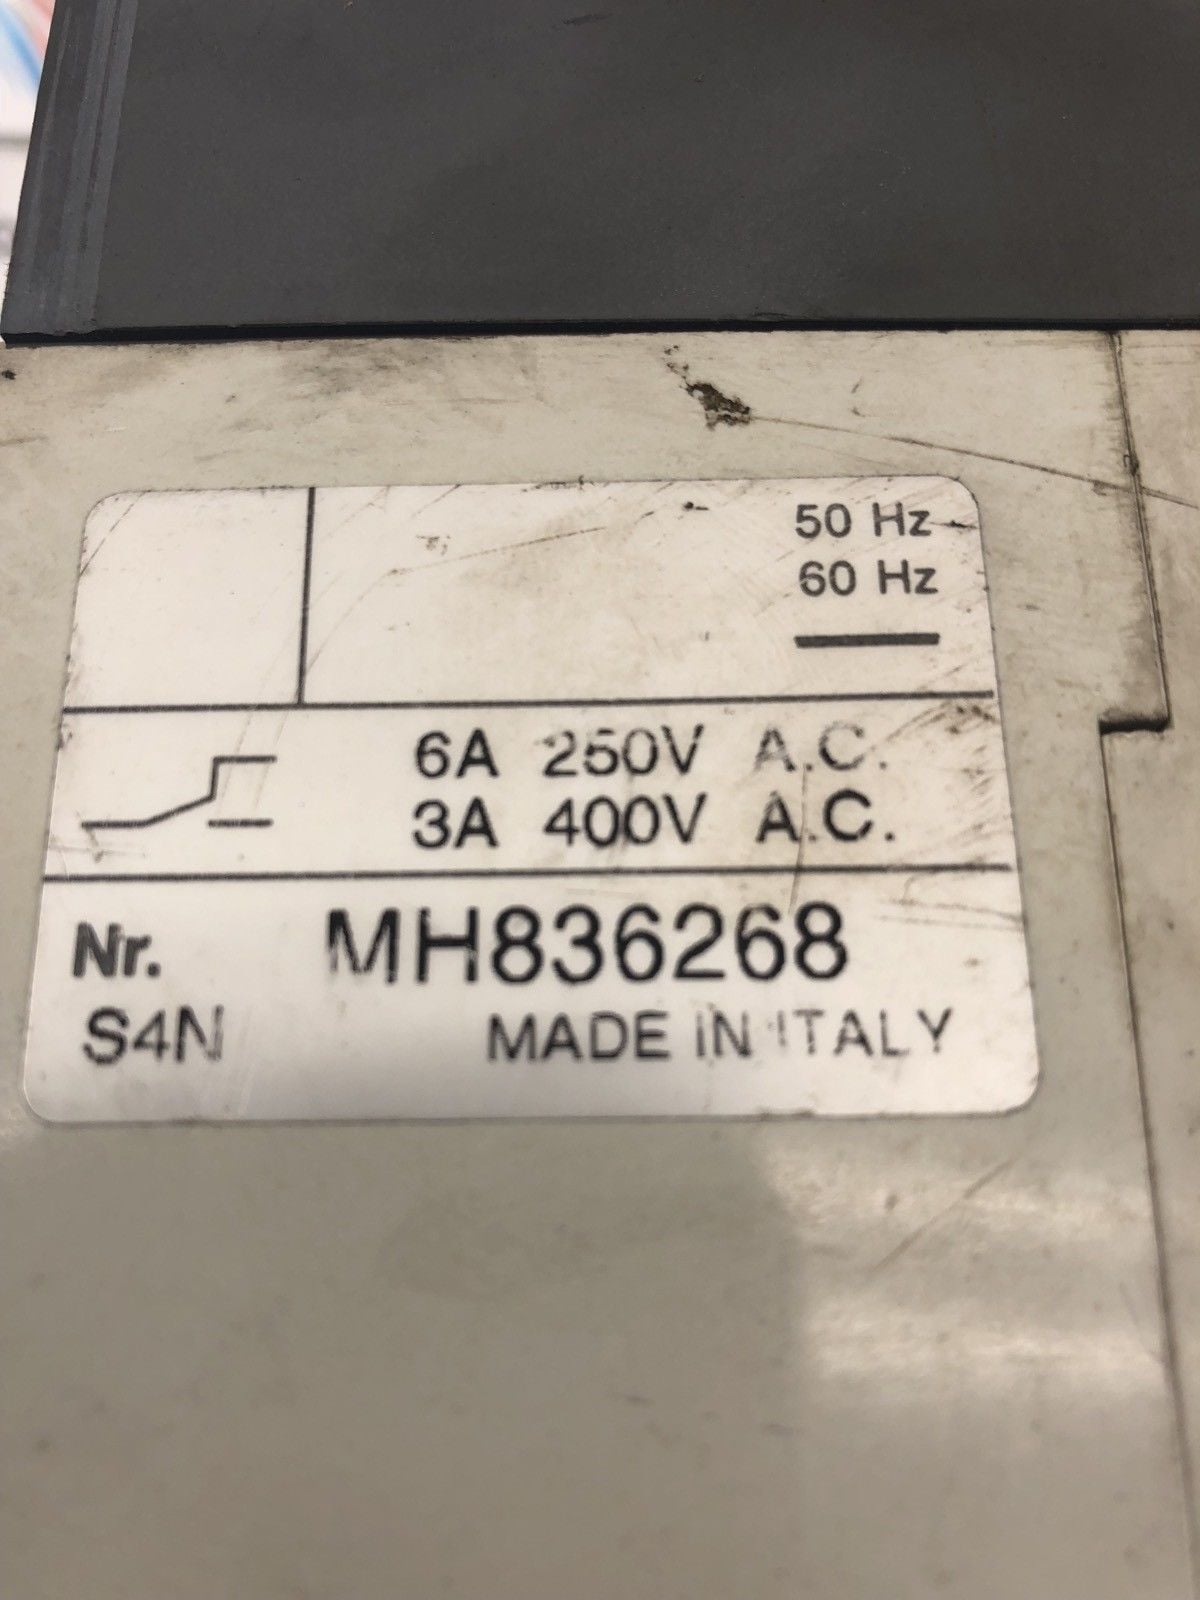 50 Hz
60 Hz
6A 250V A.C.
3A 400V A.C.
Nr. MH836268
S4N MADE IN ITALY